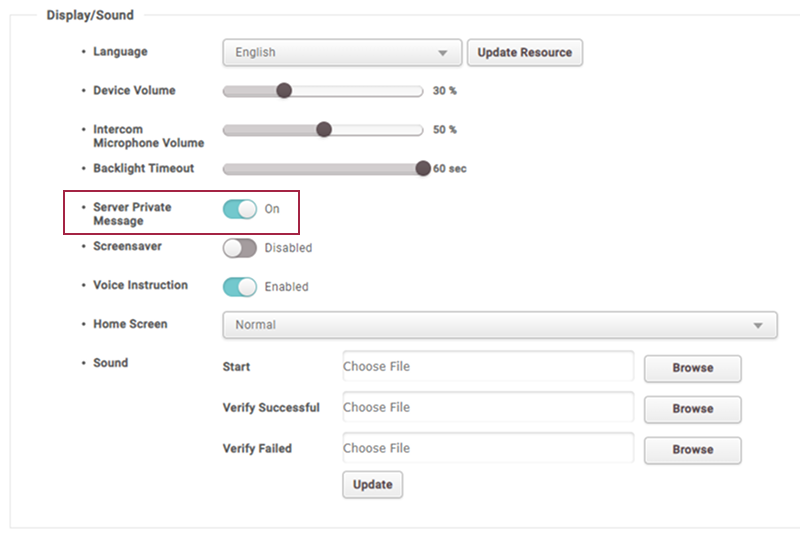 Display/Sound
Language
English
Update Resource
Device Volume
30 %
Intercom
Microphone Volume
50 %
Backlight Timeout
60 sec
Server Private
Message
On
Screensaver
Disabled
Voice Instruction
Enabled
Home Screen
Normal
Sound
Start
Choose File
Browse
Verify Successful
Choose File
Browse
Verify Failed
Choose File
Browse
Update